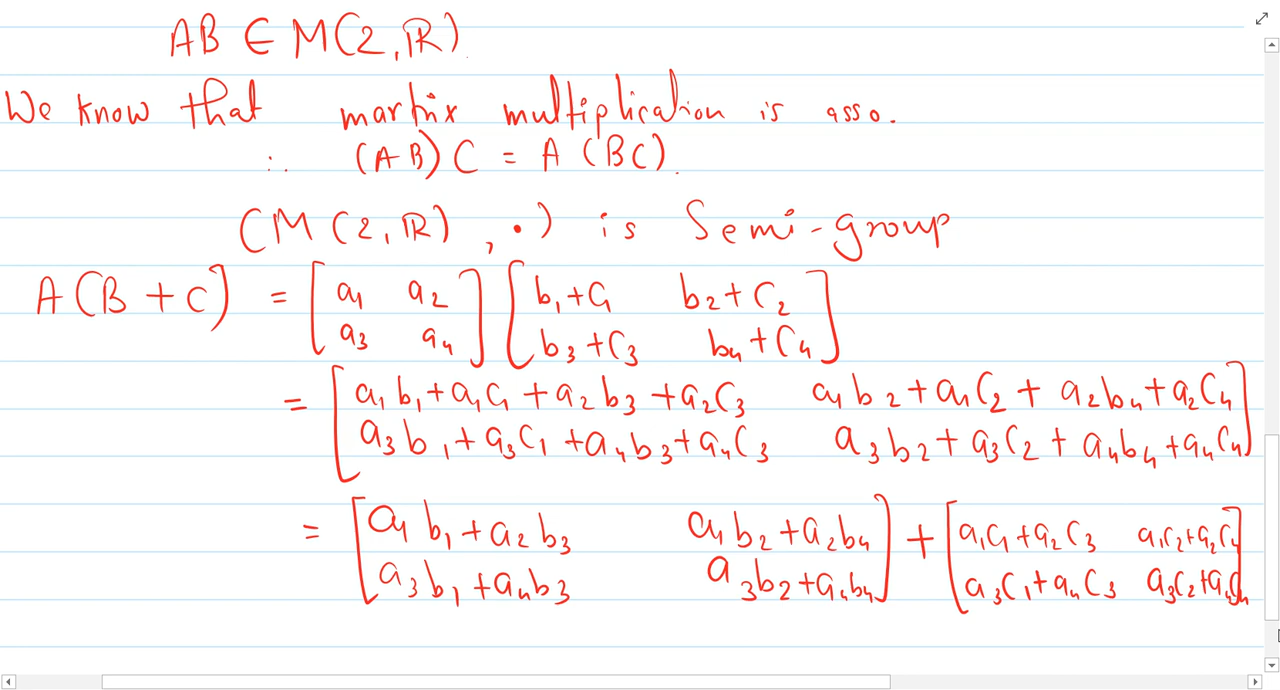 AB ∈ M(2, ℝ)
We know that martix multiplication is asso.
∴ (AB) C = A (BC).
(M (2, ℝ), •) is Semi-group
A(B + C) = [a₁ a₂ [b₁+c₁ b₂+c₂
a₃ a₄] b₃+c₃ b₄+c₄]
= [a₁b₁+a₁c₁+a₂b₃+a₂c₃ a₁b₂+a₁c₂+a₂b₄+a₂c₄
a₃b₁+a₃c₁+a₄b₃+a₄c₃ a₃b₂+a₃c₂+a₄b₄+a₄c₄]
= [a₁b₁+a₂b₃ a₁b₂+a₂b₄ + [a₁c₁+a₂c₃ a₁c₂+a₂c₄
a₃b₁+a₄b₃ a₃b₂+a₄b₄] a₃c₁+a₄c₃ a₃c₂+a₄c₄]